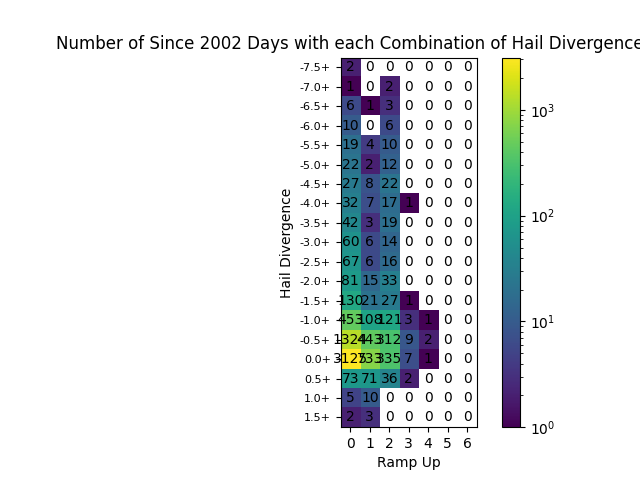 Number of Since 2002 Days with each Combination of Hail Divergence
Hail Divergence
-7.5+ 2 0 0 0 0 0 0
-7.0+ 1 0 2 0 0 0 0
-6.5+ 6 1 3 0 0 0 0
-6.0+ 10 0 6 0 0 0 0
-5.5+ 19 4 10 0 0 0 0
-5.0+ 22 2 12 0 0 0 0
-4.5+ 27 8 22 0 0 0 0
-4.0+ 32 7 17 1 0 0 0
-3.5+ 42 3 19 0 0 0 0
-3.0+ 60 6 14 0 0 0 0
-2.5+ 67 6 16 0 0 0 0
-2.0+ 81 15 33 0 0 0 0
-1.5+ 130 21 27 1 0 0 0
-1.0+ 453 108 121 3 1 0 0
-0.5+ 1324 443 312 9 2 0 0
0.0+ 3125 733 335 7 1 0 0
0.5+ 73 71 36 2 0 0 0
1.0+ 5 10 0 0 0 0 0
1.5+ 2 3 0 0 0 0 0
0 1 2 3 4 5 6
Ramp Up
10³
10²
10¹
10⁰